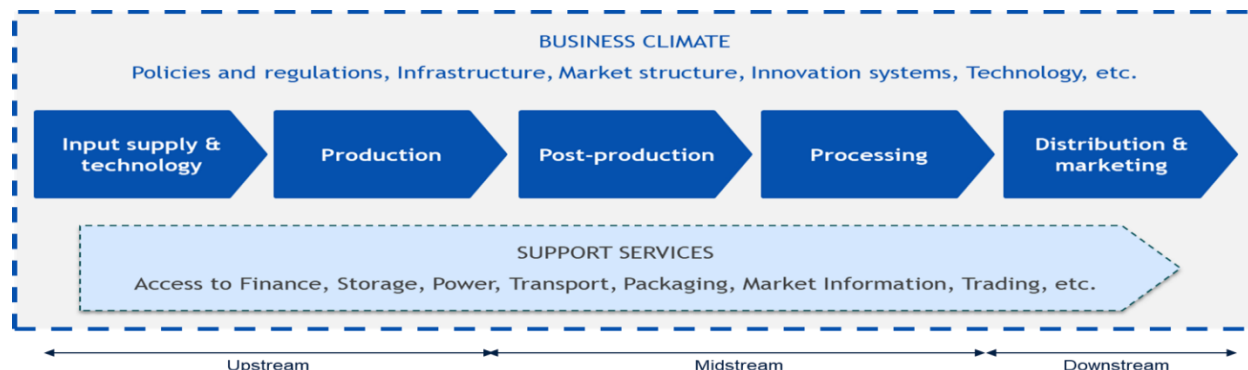 BUSINESS CLIMATE
Policies and regulations, Infrastructure, Market structure, Innovation systems, Technology, etc.
Input supply &
technology
Production
Post-production
Processing
Distribution &
marketing
SUPPORT SERVICES
Access to Finance, Storage, Power, Transport, Packaging, Market Information, Trading, etc.
Upstream
Midstream
Downstream